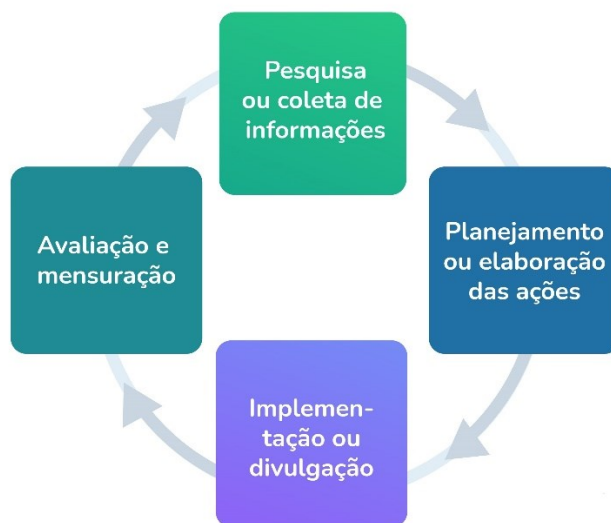 Pesquisa
ou coleta de
informações
Planejamento
ou elaboração
das ações
Implemen-
tação ou
divulgação
Avaliação e
mensuração